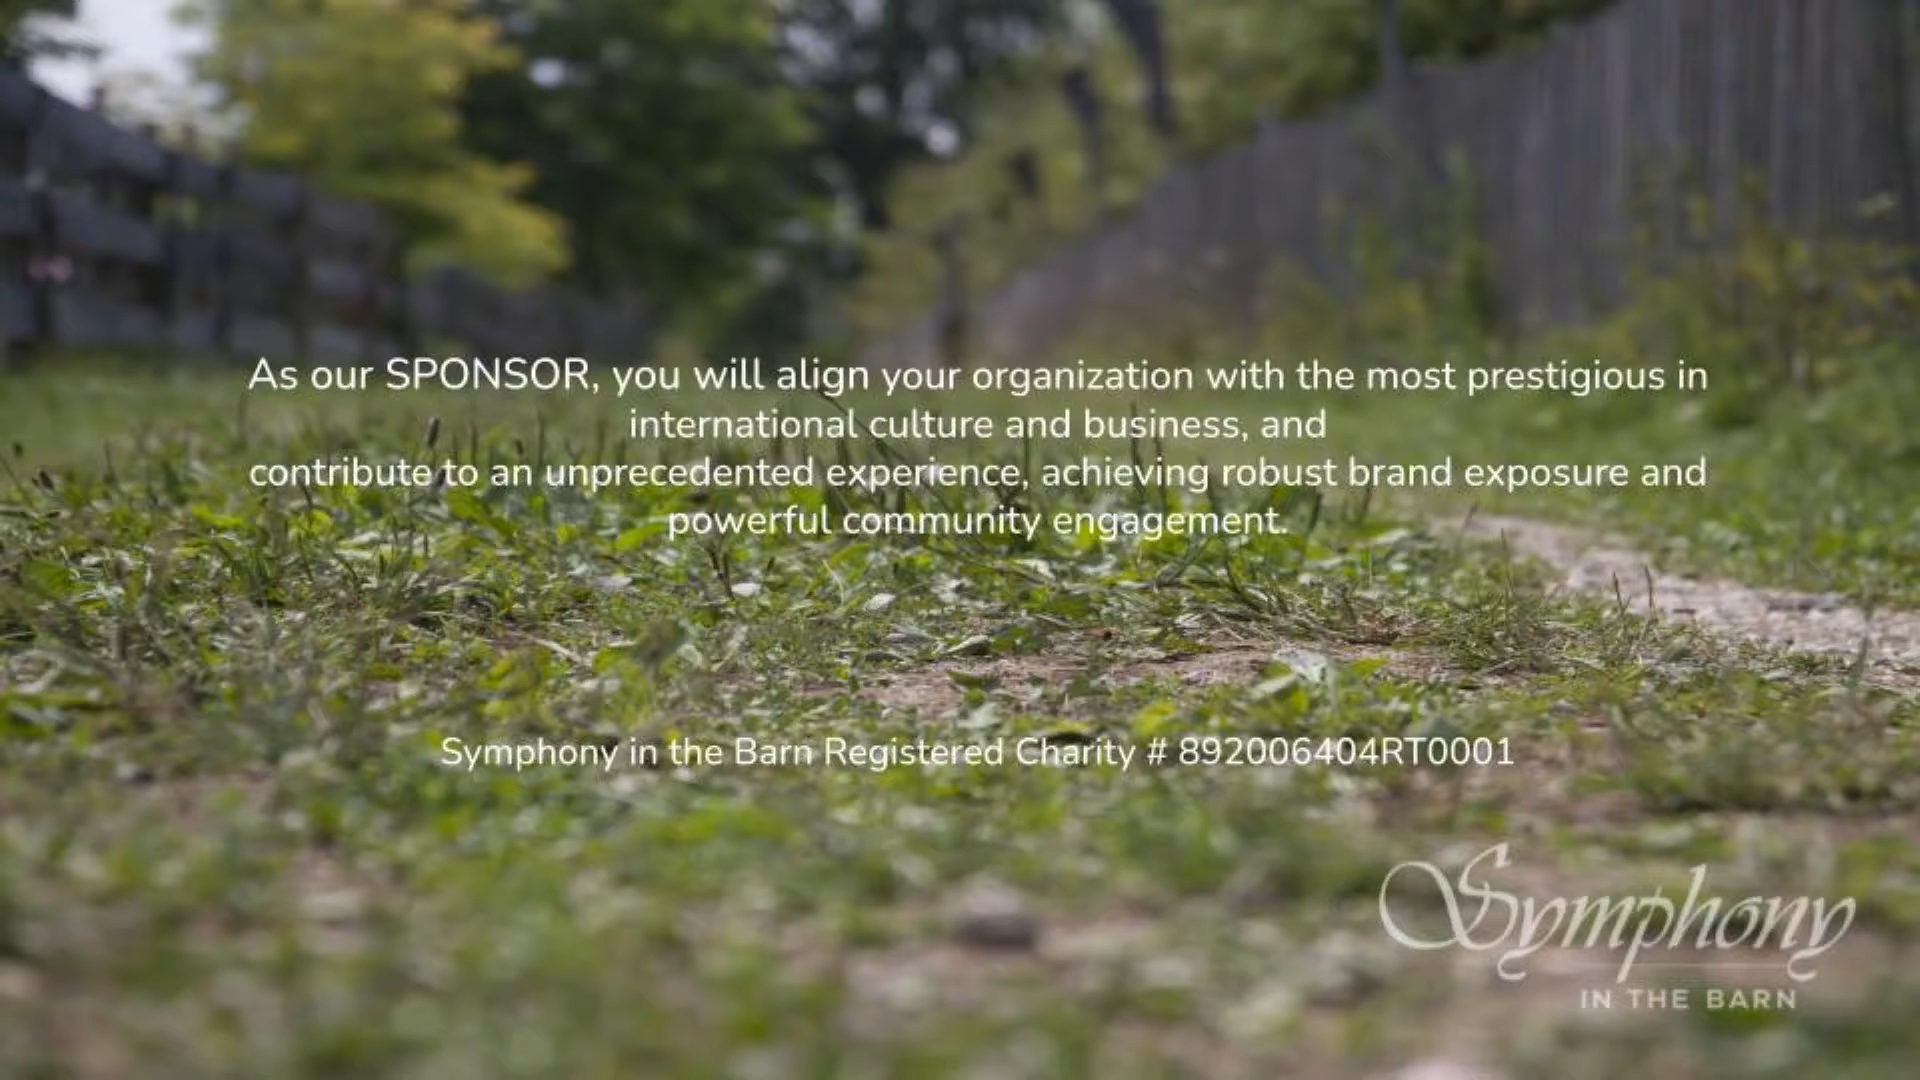 As our SPONSOR, you will align your organization with the most prestigious in
international culture and business, and
contribute to an unprecedented experience, achieving robust brand exposure and
powerful community engagement.
Symphony in the Barn Registered Charity # 892006404RT0001
Symphony
IN THE BARN